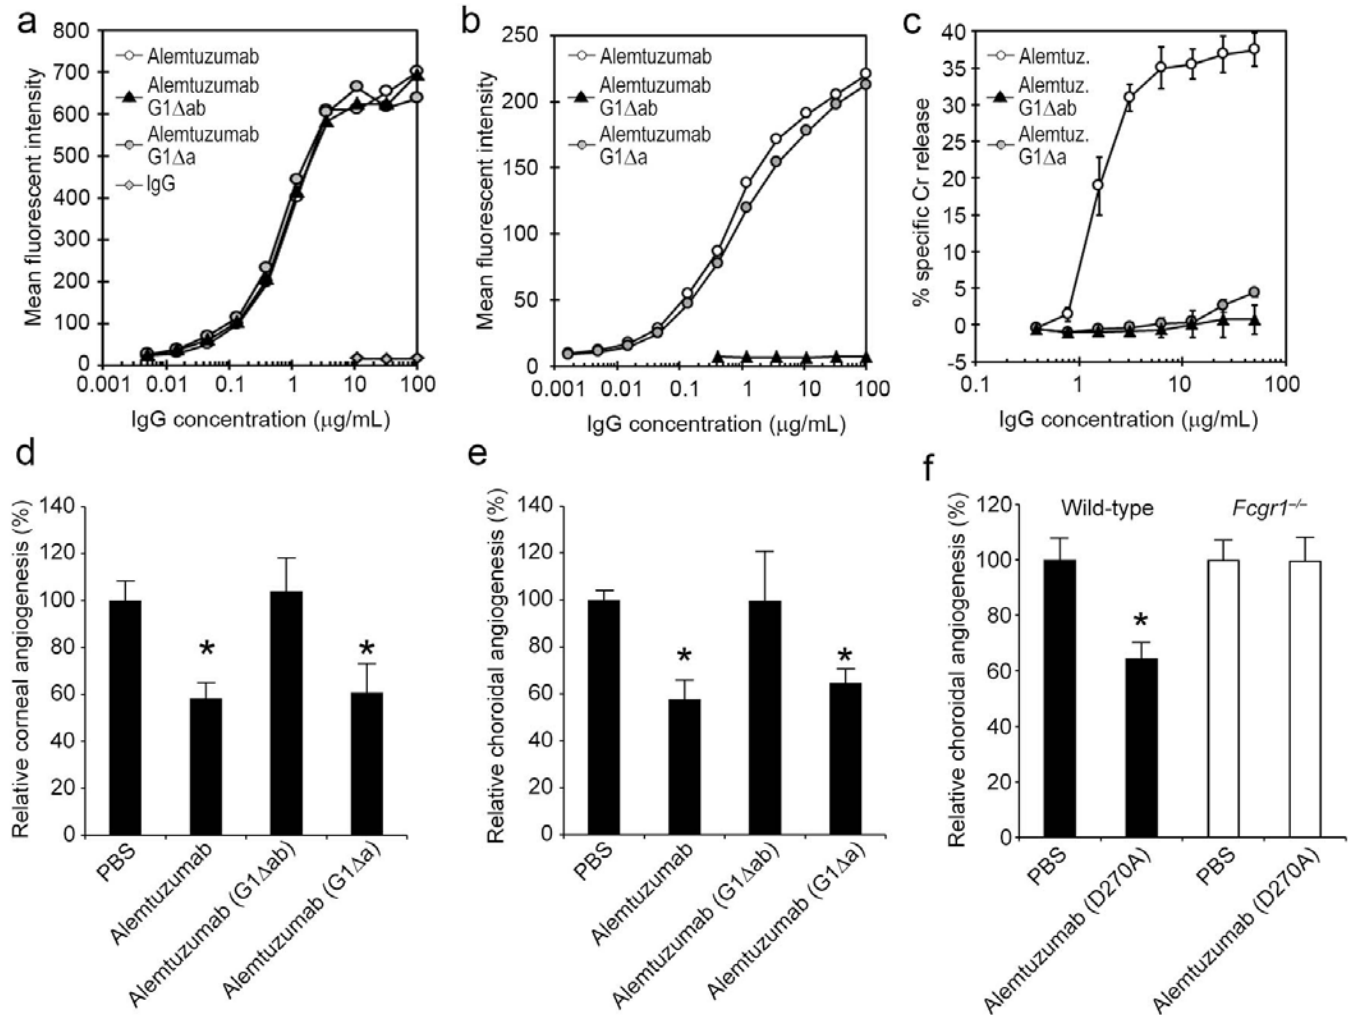 a
800
700
600
500
400
300
200
100
0
Mean fluorescent intensity
Alemtuzumab
Alemtuzumab
G1Δab
Alemtuzumab
G1Δa
IgG
0.001 0.01 0.1 1 10 100
IgG concentration (μg/mL)
b
250
200
150
100
50
0
Mean fluorescent intensity
Alemtuzumab
Alemtuzumab
G1Δab
Alemtuzumab
G1Δa
0.001 0.01 0.1 1 10 100
IgG concentration (μg/mL)
c
40
35
30
25
20
15
10
5
0
-5
% specific Cr release
Alemtuz.
Alemtuz.
G1Δab
Alemtuz.
G1Δa
0.1 1 10 100
IgG concentration (μg/mL)
d
140
120
100
80
60
40
20
0
Relative corneal angiogenesis (%)
*
*
PBS
Alemtuzumab
Alemtuzumab (G1Δab)
Alemtuzumab (G1Δa)
e
140
120
100
80
60
40
20
0
Relative choroidal angiogenesis (%)
*
*
PBS
Alemtuzumab
Alemtuzumab (G1Δab)
Alemtuzumab (G1Δa)
f
120
100
80
60
40
20
0
Relative choroidal angiogenesis (%)
Wild-type
Fcgr1–/–
*
PBS
Alemtuzumab (D270A)
PBS
Alemtuzumab (D270A)